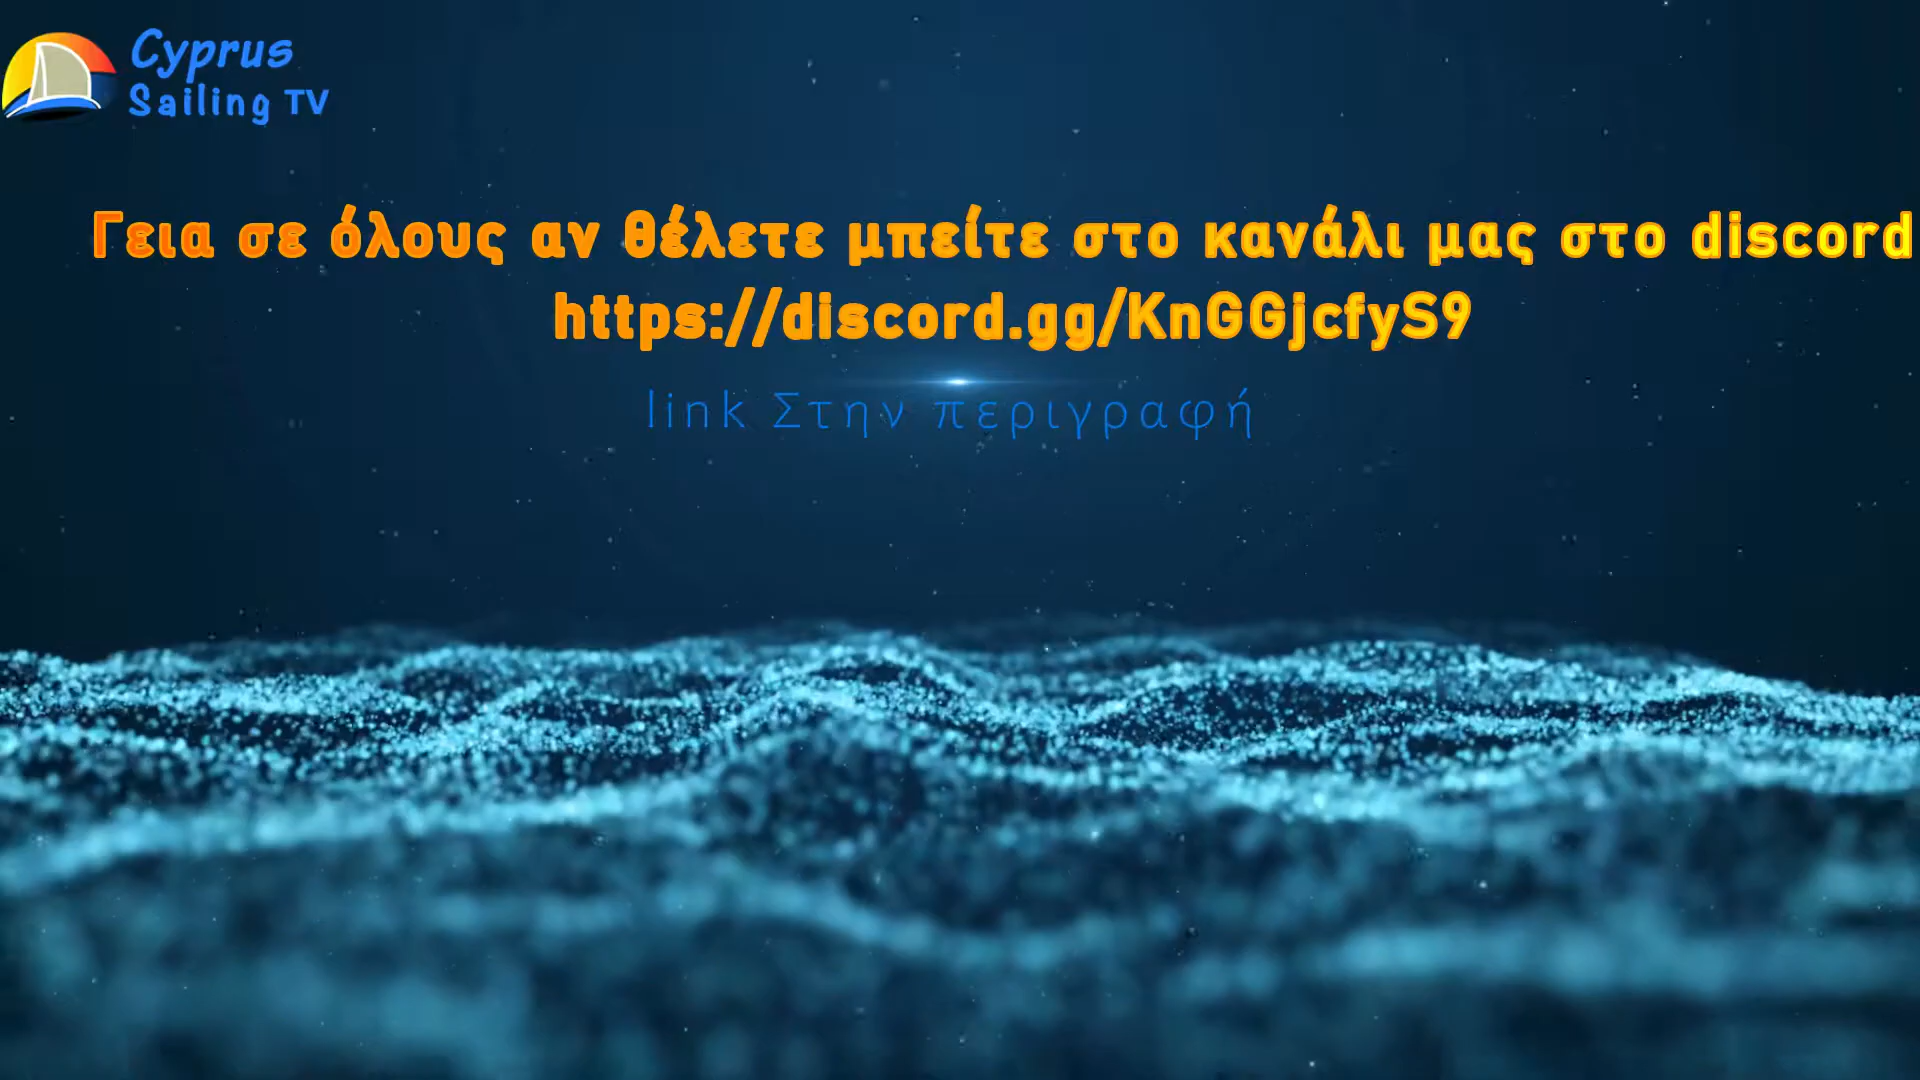 Cyprus
Sailing TV
Γεια σε όλους αν θέλετε μπείτε στο κανάλι μας στο discord
https://discord.gg/KnGGjcfyS9
link Στην περιγραφή